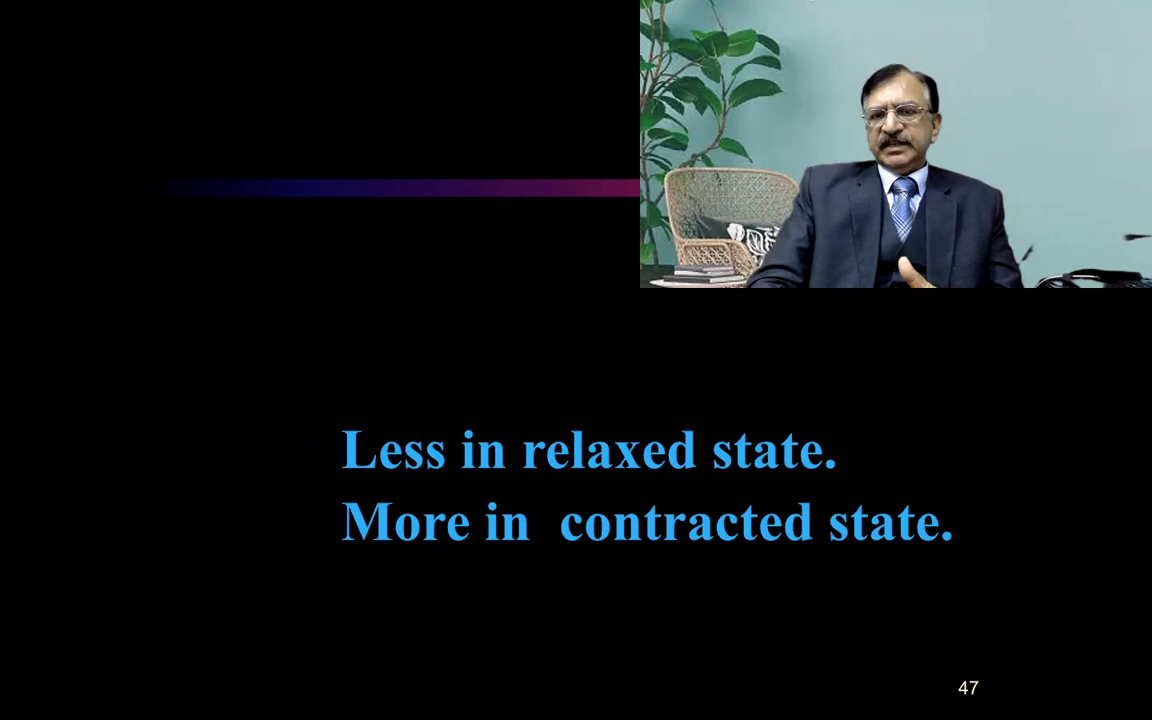 Less in relaxed state.
More in  contracted state.
47